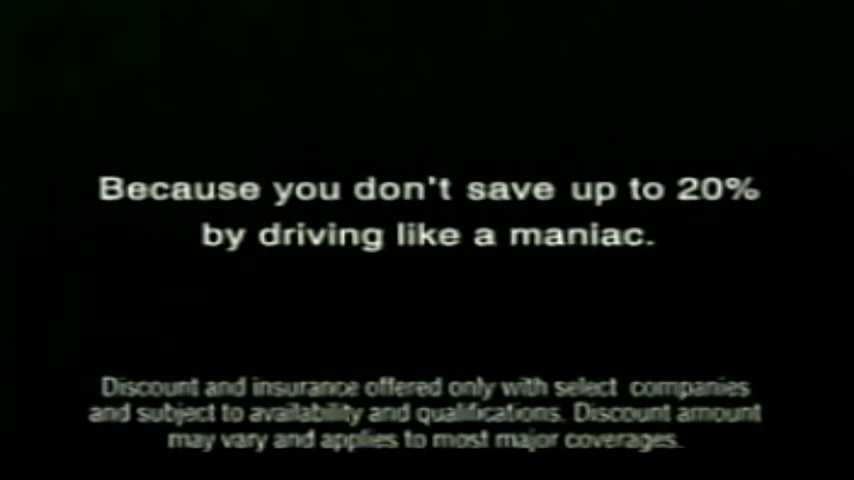 Because you don't save up to 20%
by driving like a maniac.
Discount and insurance offered only with select companies
and subject to availability and qualifications. Discount amount
may vary and applies to most major coverages.